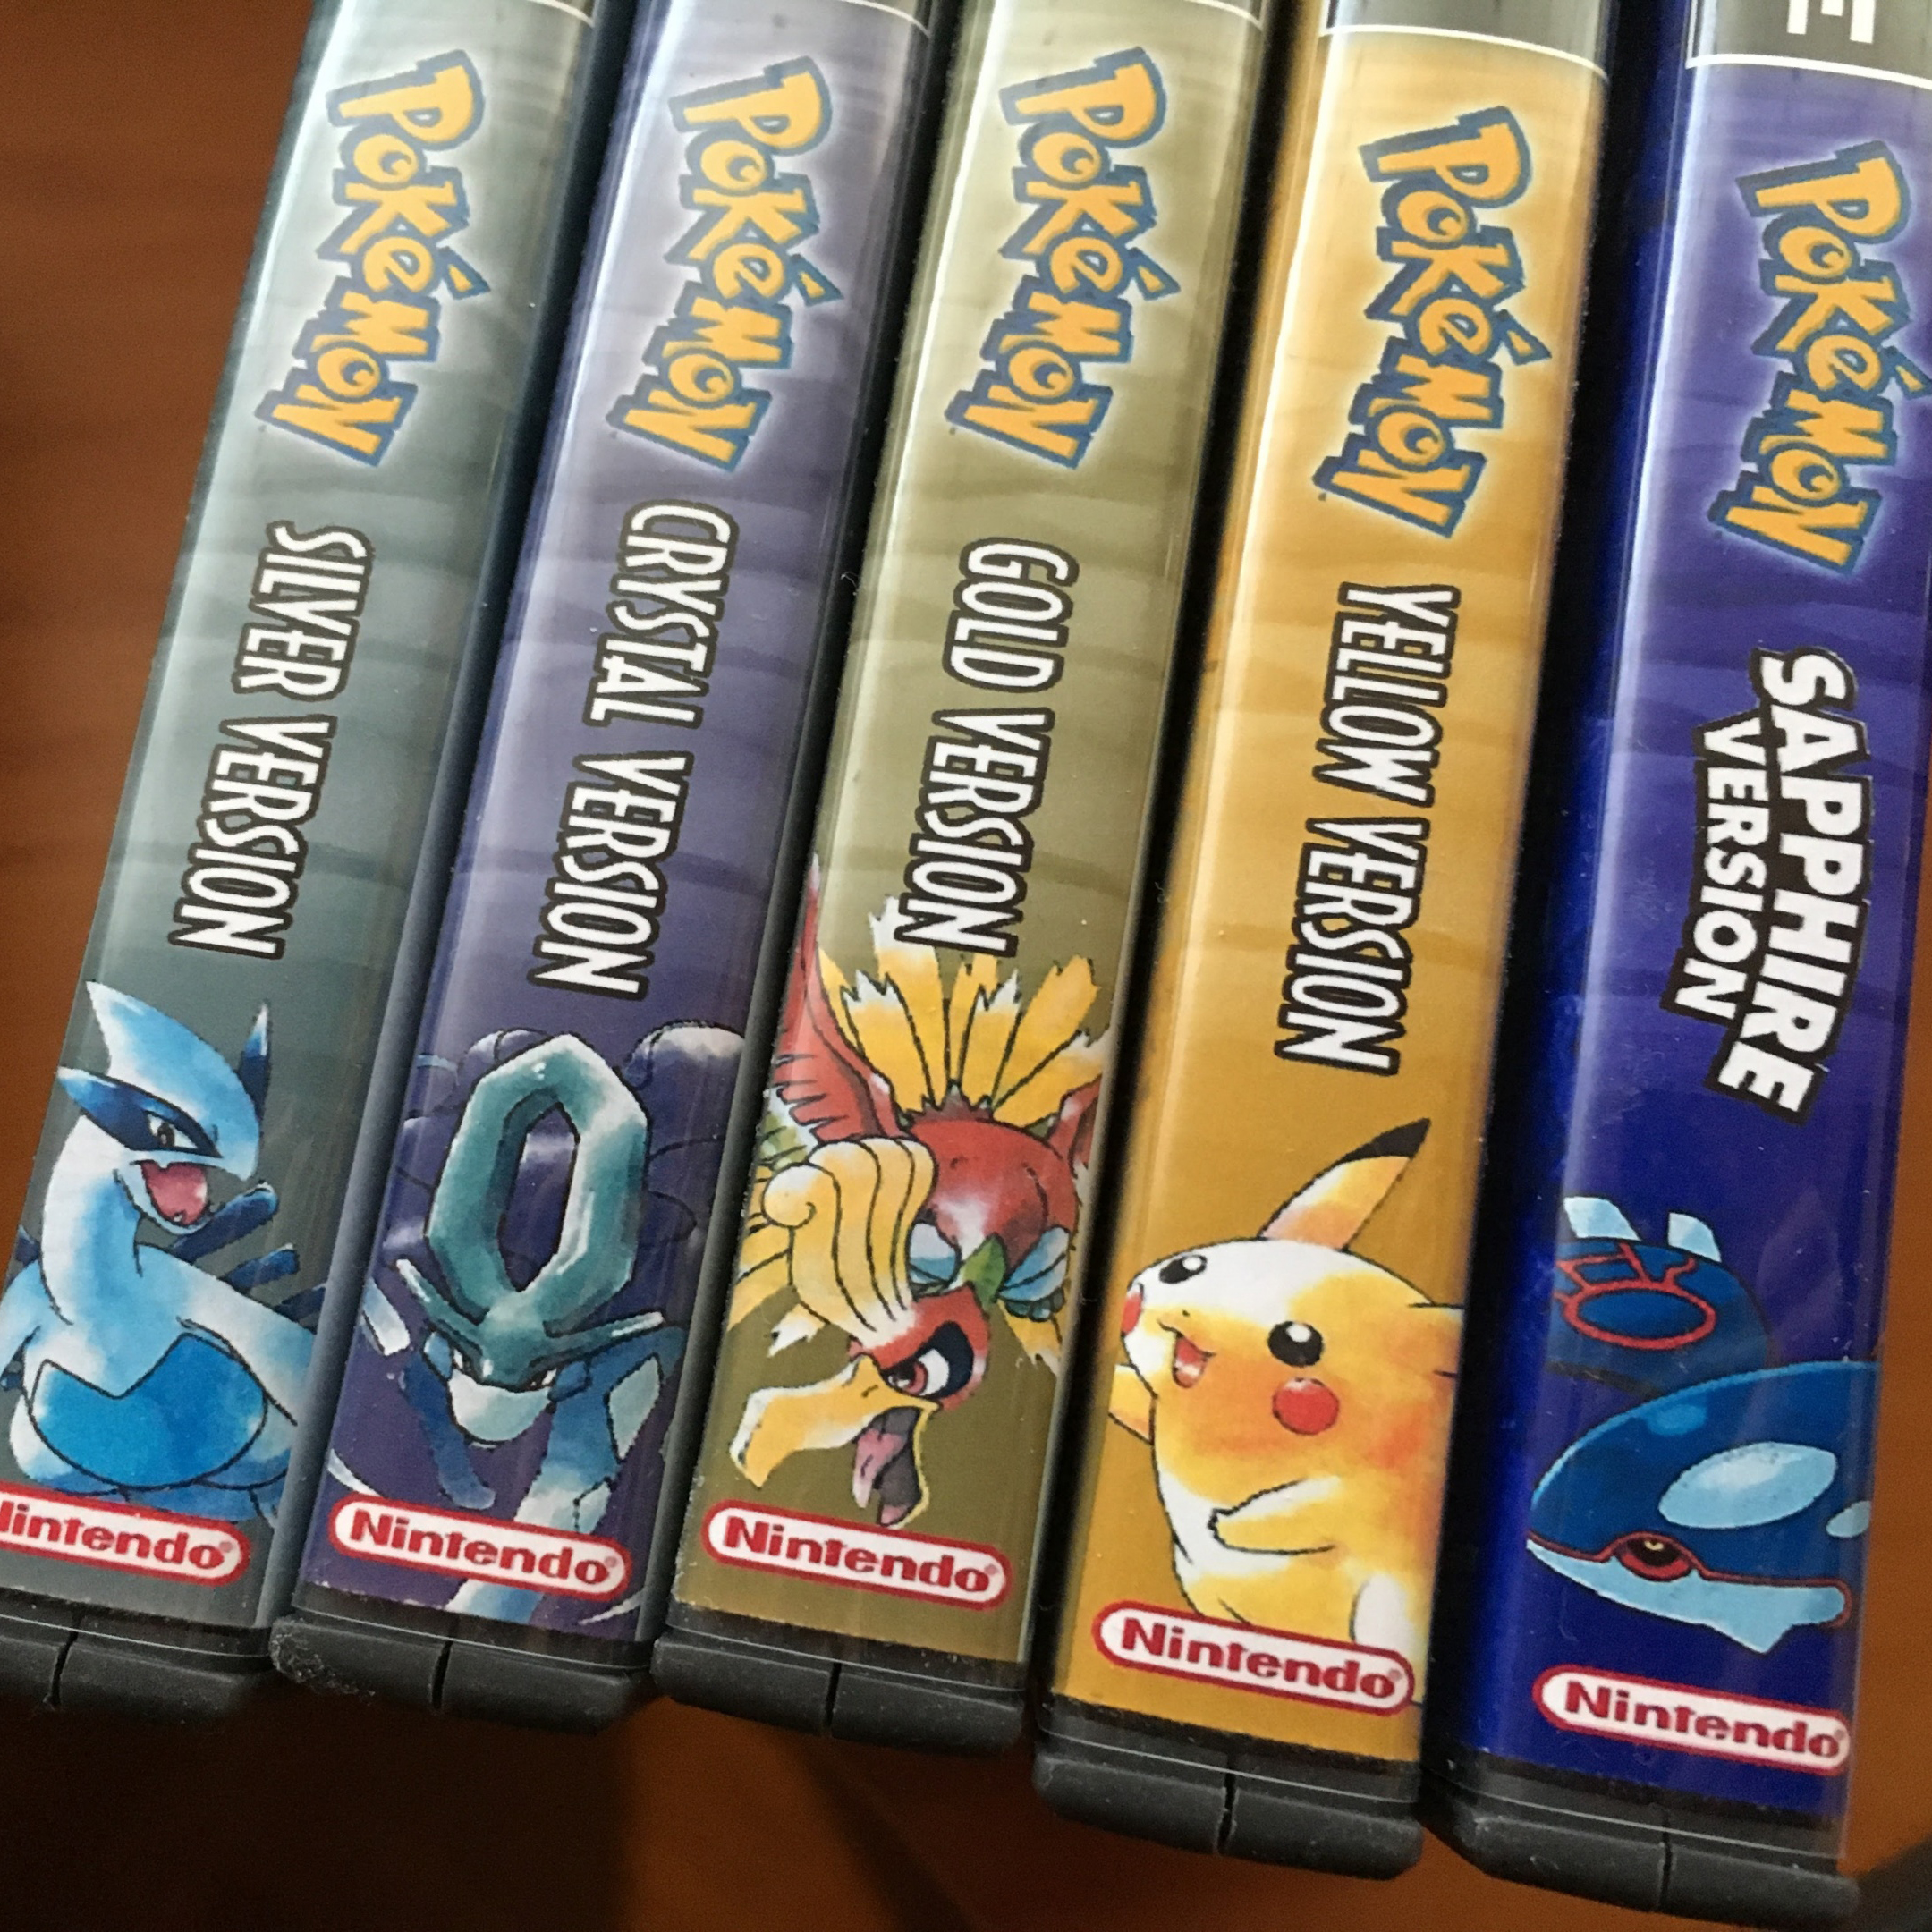 Pokémon
SILVER VERSION
Nintendo
Pokémon
CRYSTAL VERSION
Nintendo
Pokémon
GOLD VERSION
Nintendo
Pokémon
YELLOW VERSION
Nintendo
E
Pokémon
SAPPHIRE
VERSION
Nintendo